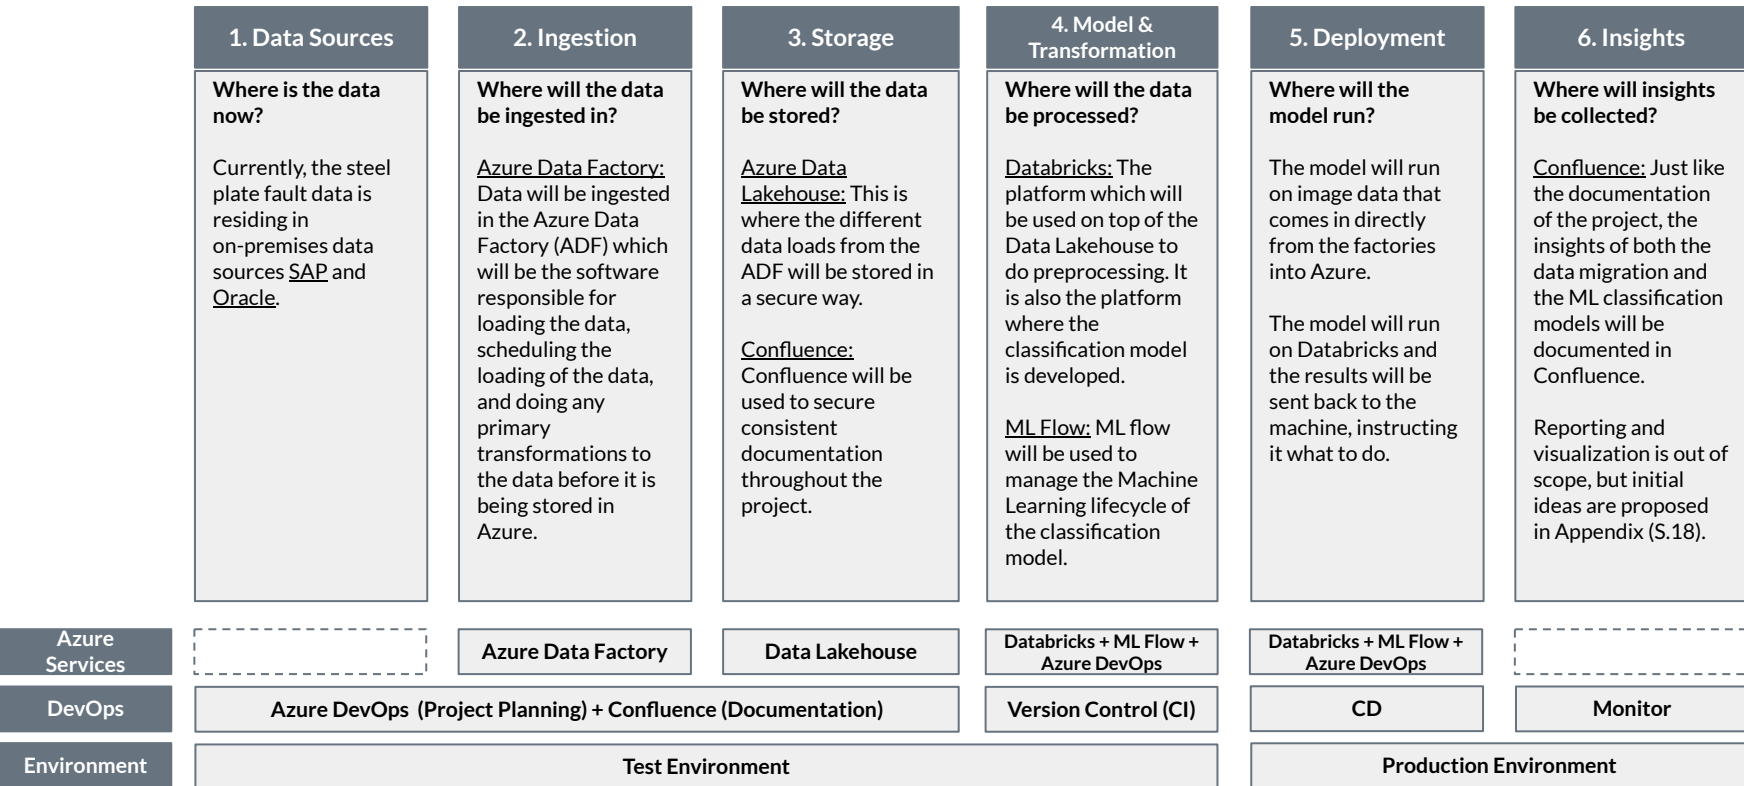 1. Data Sources
Where is the data
now?
Currently, the steel
plate fault data is
residing in
on-premises data
sources SAP and
Oracle.
2. Ingestion
Where will the data
be ingested in?
Azure Data Factory:
Data will be ingested
in the Azure Data
Factory (ADF) which
will be the software
responsible for
loading the data,
scheduling the
loading of the data,
and doing any
primary
transformations to
the data before it is
being stored in
Azure.
3. Storage
Where will the data
be stored?
Azure Data
Lakehouse: This is
where the different
data loads from the
ADF will be stored in
a secure way.
Confluence:
Confluence will be
used to secure
consistent
documentation
throughout the
project.
4. Model &
Transformation
Where will the data
be processed?
Databricks: The
platform which will
be used on top of the
Data Lakehouse to
do preprocessing. It
is also the platform
where the
classification model
is developed.
ML Flow: ML flow
will be used to
manage the Machine
Learning lifecycle of
the classification
model.
5. Deployment
Where will the
model run?
The model will run
on image data that
comes in directly
from the factories
into Azure.
The model will run
on Databricks and
the results will be
sent back to the
machine, instructing
it what to do.
6. Insights
Where will insights
be collected?
Confluence: Just like
the documentation
of the project, the
insights of both the
data migration and
the ML classification
models will be
documented in
Confluence.
Reporting and
visualization is out of
scope, but initial
ideas are proposed
in Appendix (S.18).
Azure
Services
Azure Data Factory
Data Lakehouse
Databricks + ML Flow +
Azure DevOps
Databricks + ML Flow +
Azure DevOps
DevOps
Azure DevOps (Project Planning) + Confluence (Documentation)
Version Control (CI)
CD
Monitor
Environment
Test Environment
Production Environment